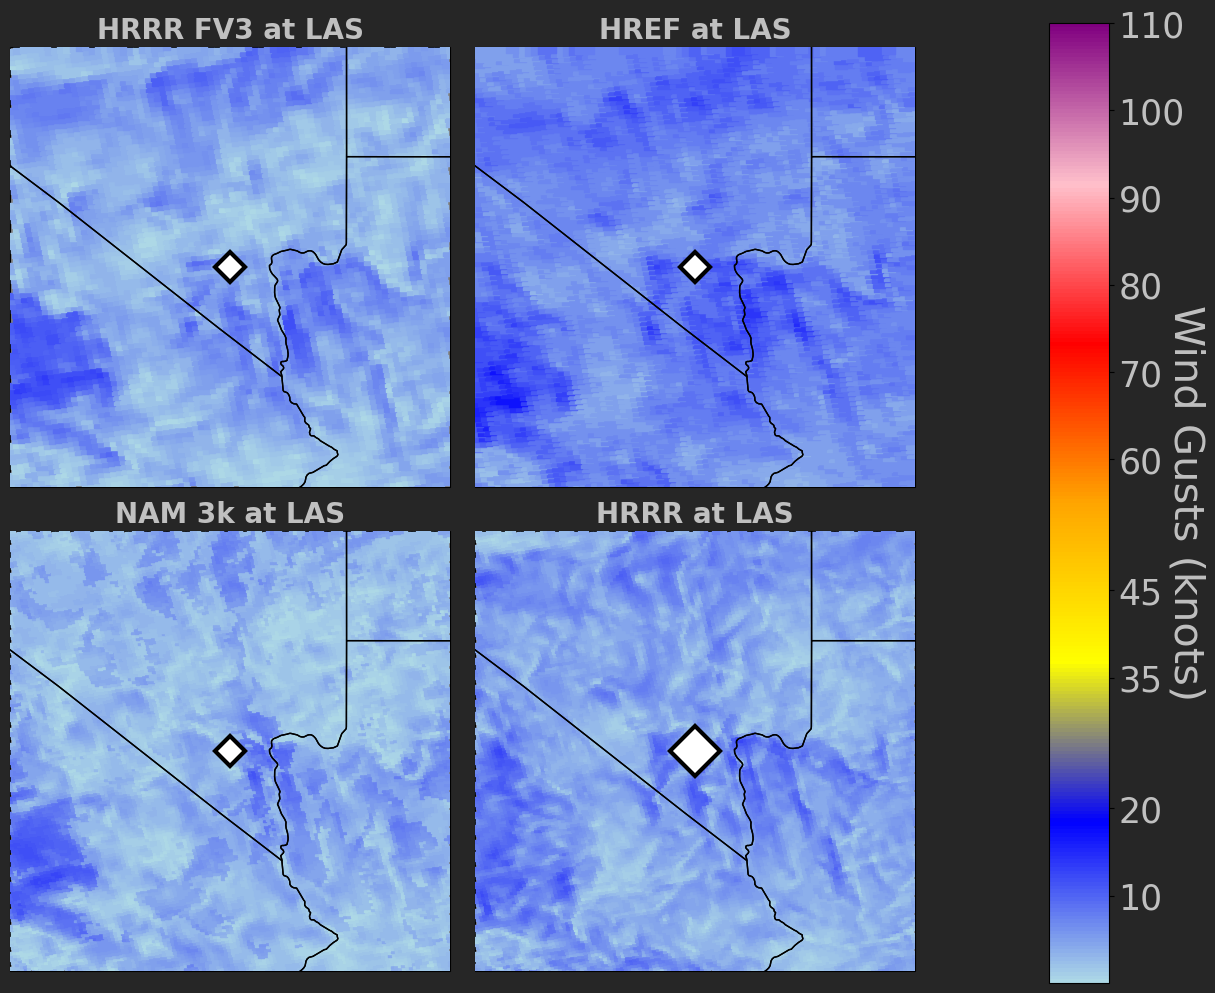 HRRR FV3 at LAS
HREF at LAS
NAM 3k at LAS
HRRR at LAS
110
100
90
80
70
60
45
35
20
10
Wind Gusts (knots)